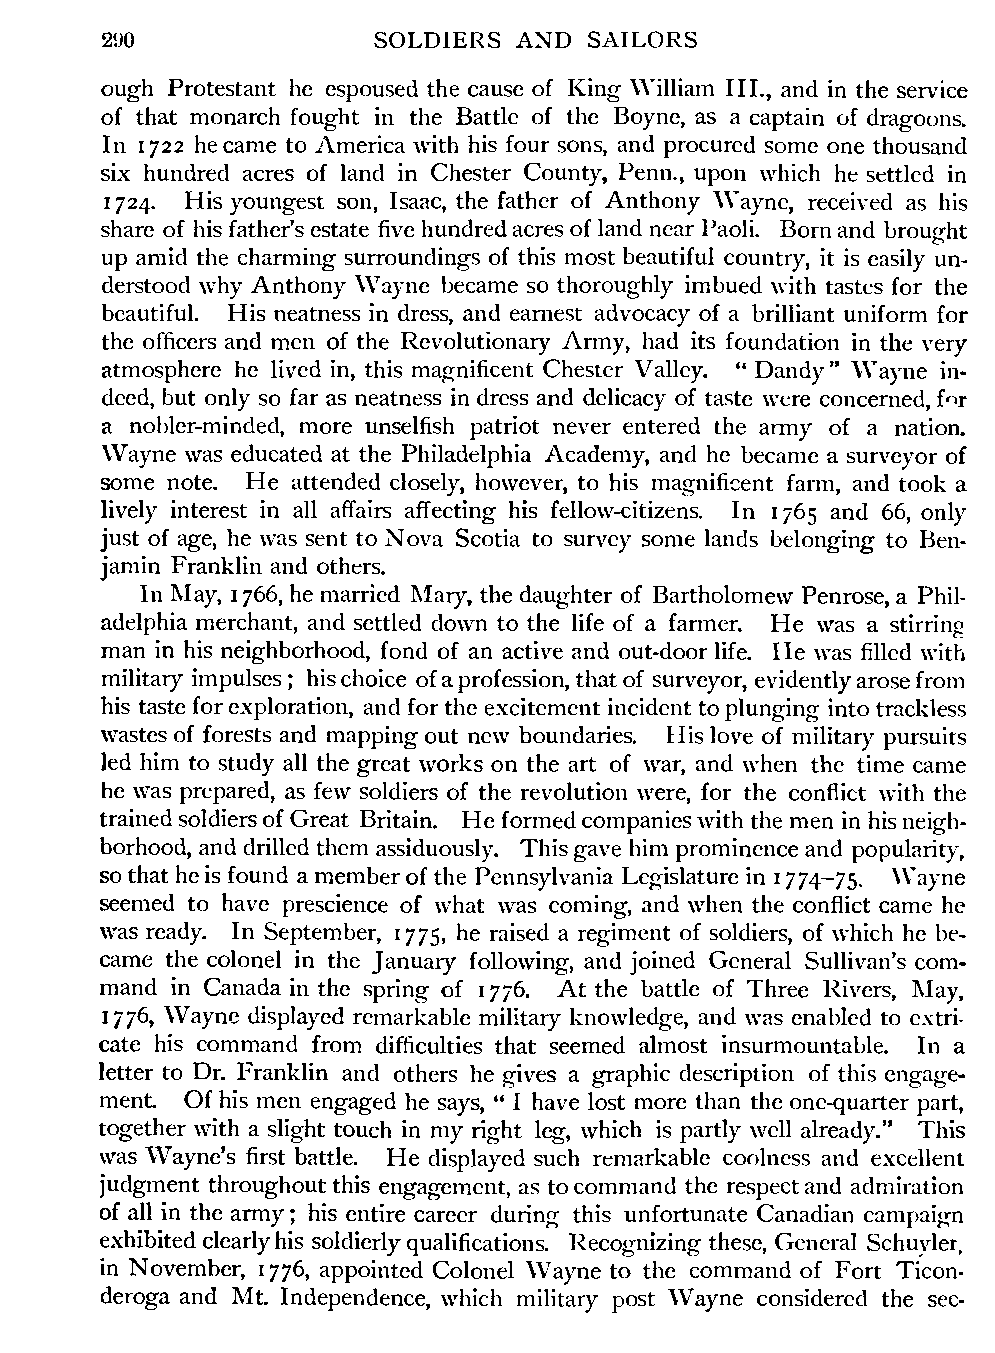 290 SOLDIERS AND SAILORS
ough Protestant he espoused the cause of King William III., and in the service
of that monarch fought in the Battle of the Boyne, as a captain of dragoons.
In 1722 he came to America with his four sons, and procured some one thousand
six hundred acres of land in Chester County, Penn., upon which he settled in
1724. His youngest son, Isaac, the father of Anthony Wayne, received as his
share of his father's estate five hundred acres of land near Paoli. Born and brought
up amid the charming surroundings of this most beautiful country, it is easily un-
derstood why Anthony Wayne became so thoroughly imbued with tastes for the
beautiful. His neatness in dress, and earnest advocacy of a brilliant uniform for
the officers and men of the Revolutionary Army, had its foundation in the very
atmosphere he lived in, this magnificent Chester Valley. "Dandy" Wayne in-
deed, but only so far as neatness in dress and delicacy of taste were concerned, for
a nobler-minded, more unselfish patriot never entered the army of a nation.
Wayne was educated at the Philadelphia Academy, and he became a surveyor of
some note. He attended closely, however, to his magnificent farm, and took a
lively interest in all affairs affecting his fellow-citizens. In 1765 and 66, only
just of age, he was sent to Nova Scotia to survey some lands belonging to Ben-
jamin Franklin and others.
In May, 1766, he married Mary, the daughter of Bartholomew Penrose, a Phil-
adelphia merchant, and settled down to the life of a farmer. He was a stirring
man in his neighborhood, fond of an active and out-door life. He was filled with
military impulses; his choice of a profession, that of surveyor, evidently arose from
his taste for exploration, and for the excitement incident to plunging into trackless
wastes of forests and mapping out new boundaries. His love of military pursuits
led him to study all the great works on the art of war, and when the time came
he was prepared, as few soldiers of the revolution were, for the conflict with the
trained soldiers of Great Britain. He formed companies with the men in his neigh-
borhood, and drilled them assiduously. This gave him prominence and popularity,
so that he is found a member of the Pennsylvania Legislature in 1774–75. Wayne
seemed to have prescience of what was coming, and when the conflict came he
was ready. In September, 1775, he raised a regiment of soldiers, of which he be-
came the colonel in the January following, and joined General Sullivan's com-
mand in Canada in the spring of 1776. At the battle of Three Rivers, May,
1776, Wayne displayed remarkable military knowledge, and was enabled to extri-
cate his command from difficulties that seemed almost insurmountable. In a
letter to Dr. Franklin and others he gives a graphic description of this engage-
ment. Of his men engaged he says, "I have lost more than the one-quarter part,
together with a slight touch in my right leg, which is partly well already." This
was Wayne's first battle. He displayed such remarkable coolness and excellent
judgment throughout this engagement, as to command the respect and admiration
of all in the army; his entire career during this unfortunate Canadian campaign
exhibited clearly his soldierly qualifications. Recognizing these, General Schuyler,
in November, 1776, appointed Colonel Wayne to the command of Fort Ticon-
deroga and Mt. Independence, which military post Wayne considered the sec-